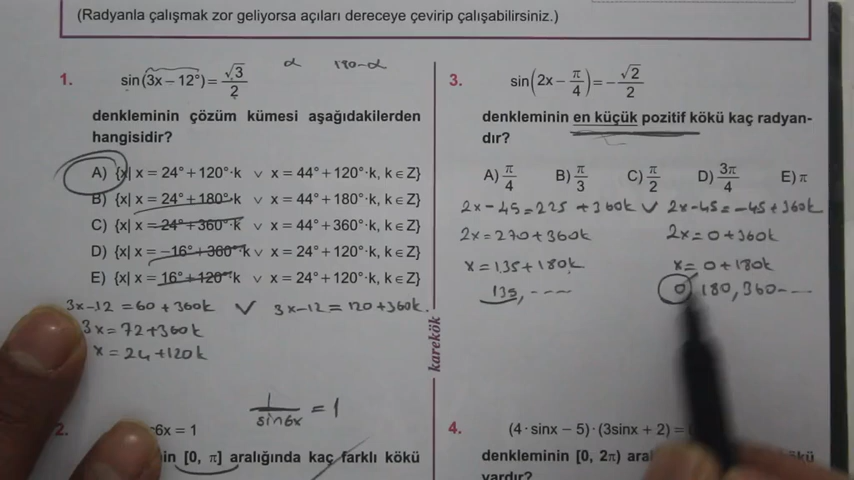 (Radyanla çalışmak zor geliyorsa açıları dereceye çevirip çalışabilirsiniz.)
α 180-α
1. sin(3x – 12°) = √3/2
denkleminin çözüm kümesi aşağıdakilerden
hangisidir?
A) {x| x = 24° + 120°·k v x = 44° + 120°·k, k ∈ Z}
B) {x| x = 24° + 180°·k v x = 44° + 180°·k, k ∈ Z}
C) {x| x = 24° + 360°·k v x = 44° + 360°·k, k ∈ Z}
D) {x| x = –16° + 360°·k v x = 24° + 120°·k, k ∈ Z}
E) {x| x = 16° + 120°·k v x = 24° + 120°·k, k ∈ Z}
3x-12 = 60 + 360k V 3x-12 = 120 + 360k.
3x = 72 + 360k
x = 24 + 120k
1/sin6x = 1
2. 6x = 1
in [0, π] aralığında kaç farklı kökü
karekök
3. sin(2x – π/4) = – √2/2
denkleminin en küçük pozitif kökü kaç radyan-
dır?
A) π/4 B) π/3 C) π/2 D) 3π/4 E) π
2x-45 = 225 + 360k V 2x-45 = -45 + 360k
2x = 270 + 360k 2x = 0 + 360k
x = 135 + 180k x = 0 + 180k
135, ---- 0, 180, 360 ---
4. (4·sinx – 5)·(3sinx + 2) =
denkleminin [0, 2π) kökü
vardır?